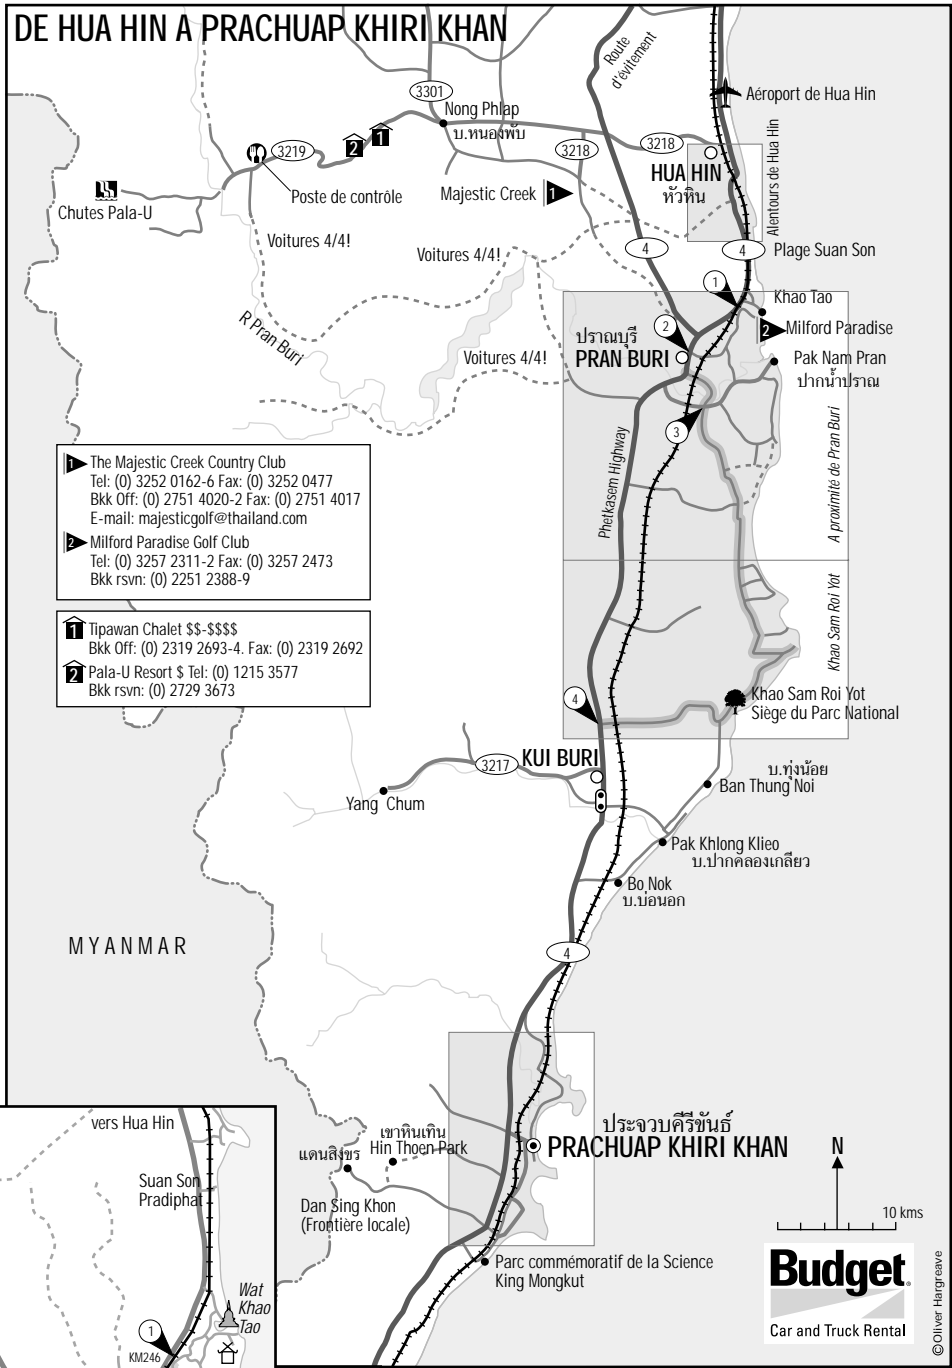 DE HUA HIN A PRACHUAP KHIRI KHAN
Route
d'évitement
3301
Aéroport de Hua Hin
Nong Phlap
บ.หนองพับ
3219
3218
3218
HUA HIN
หัวหิน
Alentours de Hua Hin
2
1
Poste de contrôle
Majestic Creek
1
Chutes Pala-U
Voitures 4/4!
Voitures 4/4!
4
4
Plage Suan Son
1
Khao Tao
R Pran Buri
2
ปราณบุรี
PRAN BURI
2
Milford Paradise
Voitures 4/4!
Pak Nam Pran
ปากน้ำปราณ
3
Phetkasem Highway
A proximité de Pran Buri
1 The Majestic Creek Country Club
Tel: (0) 3252 0162-6 Fax: (0) 3252 0477
Bkk Off: (0) 2751 4020-2 Fax: (0) 2751 4017
E-mail: majesticgolf@thailand.com
2 Milford Paradise Golf Club
Tel: (0) 3257 2311-2 Fax: (0) 3257 2473
Bkk rsvn: (0) 2251 2388-9
1 Tipawan Chalet $$-$$$$
Bkk Off: (0) 2319 2693-4. Fax: (0) 2319 2692
2 Pala-U Resort $ Tel: (0) 1215 3577
Bkk rsvn: (0) 2729 3673
Khao Sam Roi Yot
4
Khao Sam Roi Yot
Siège du Parc National
3217
KUI BURI
บ.ทุ่งน้อย
Ban Thung Noi
Yang Chum
Pak Khlong Klieo
บ.ปากคลองเกลียว
Bo Nok
บ.บ่อนอก
MYANMAR
4
ประจวบคีรีขันธ์
PRACHUAP KHIRI KHAN
เขาหินเทิน
Hin Thoen Park
แดนสิงขร
Dan Sing Khon
(Frontière locale)
Parc commémoratif de la Science
King Mongkut
N
10 kms
vers Hua Hin
Suan Son
Pradiphat
Wat
Khao
Tao
1
KM246
Budget
Car and Truck Rental
©Oliver Hargreave